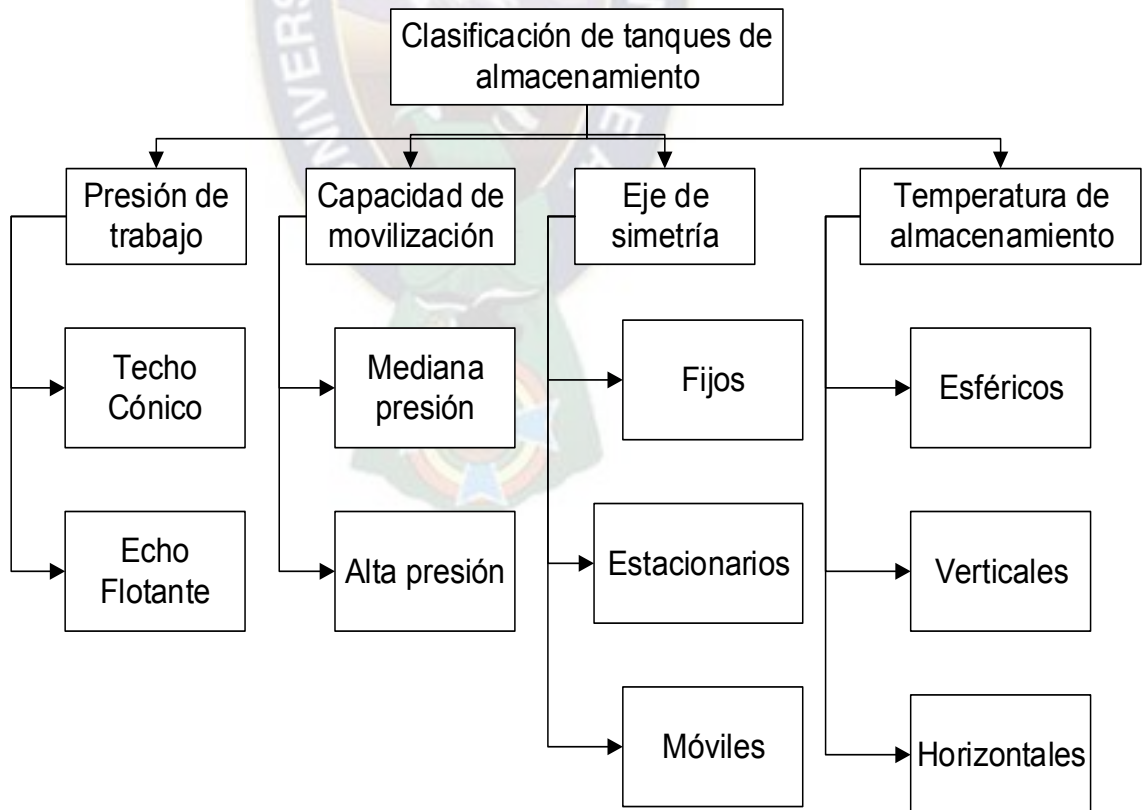 Clasificación de tanques de
almacenamiento
Presión de
trabajo
Capacidad de
movilización
Eje de
simetría
Temperatura de
almacenamiento
Techo
Cónico
Mediana
presión
Fijos
Esféricos
Echo
Flotante
Alta presión
Estacionarios
Verticales
Móviles
Horizontales